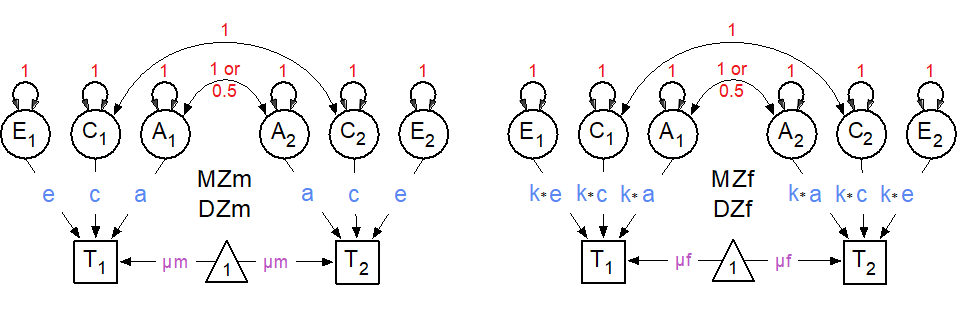 1 1
1 1 1 1 or 1 1 1 1 1 1 1 or 1 1 1
0.5 0.5
E1 C1 A1 A2 C2 E2 E1 C1 A1 A2 C2 E2
MZm MZf
e c a a c e k*e k*c k*a k*a k*c k*e
DZm DZf
T1 µm 1 µm T2 T1 µf 1 µf T2